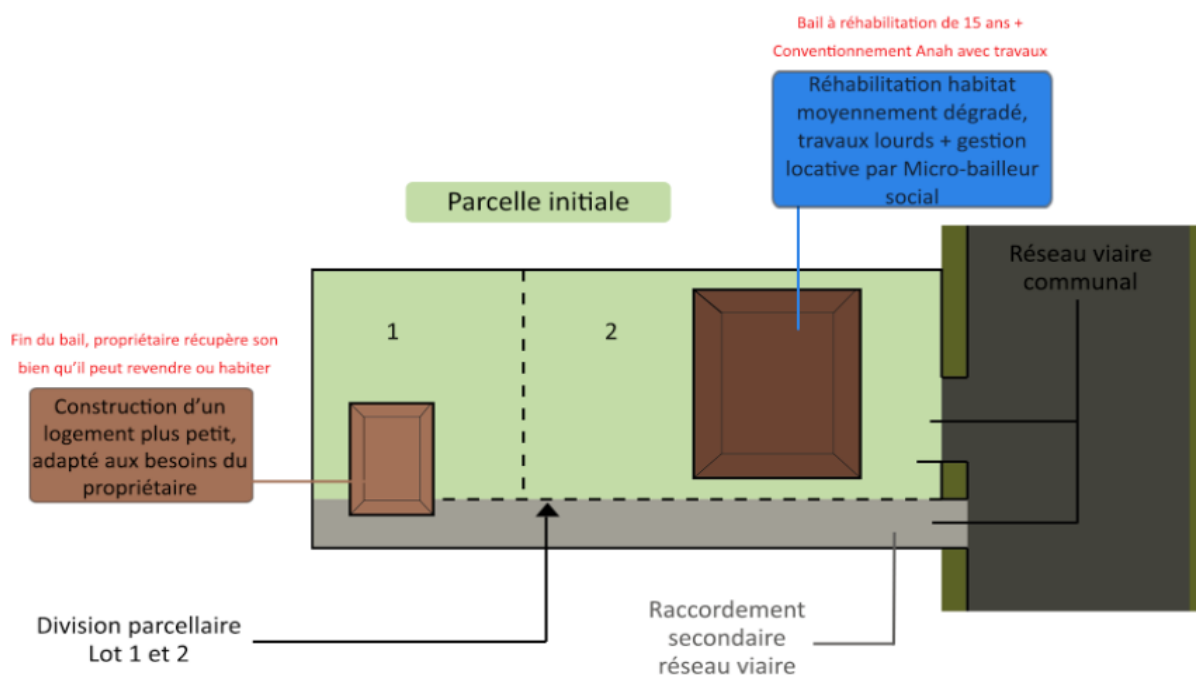 Bail à réhabilitation de 15 ans +
Conventionnement Anah avec travaux
Réhabilitation habitat
moyennement dégradé,
travaux lourds + gestion
locative par Micro-bailleur
social
Parcelle initiale
Réseau viaire
communal
1
2
Fin du bail, propriétaire récupère son
bien qu'il peut revendre ou habiter
Construction d'un
logement plus petit,
adapté aux besoins du
propriétaire
Division parcellaire
Lot 1 et 2
Raccordement
secondaire
réseau viaire